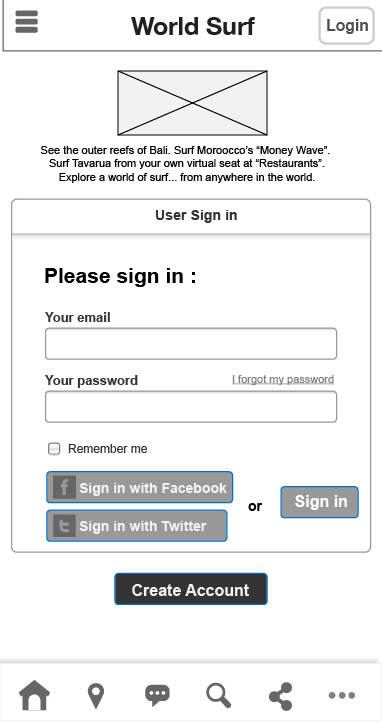 World Surf
Login
See the outer reefs of Bali. Surf Moroocco's “Money Wave”.
Surf Tavarua from your own virtual seat at “Restaurants”.
Explore a world of surf... from anywhere in the world.
User Sign in
Please sign in :
Your email
Your password
I forgot my password
Remember me
Sign in with Facebook
or
Sign in
Sign in with Twitter
Create Account